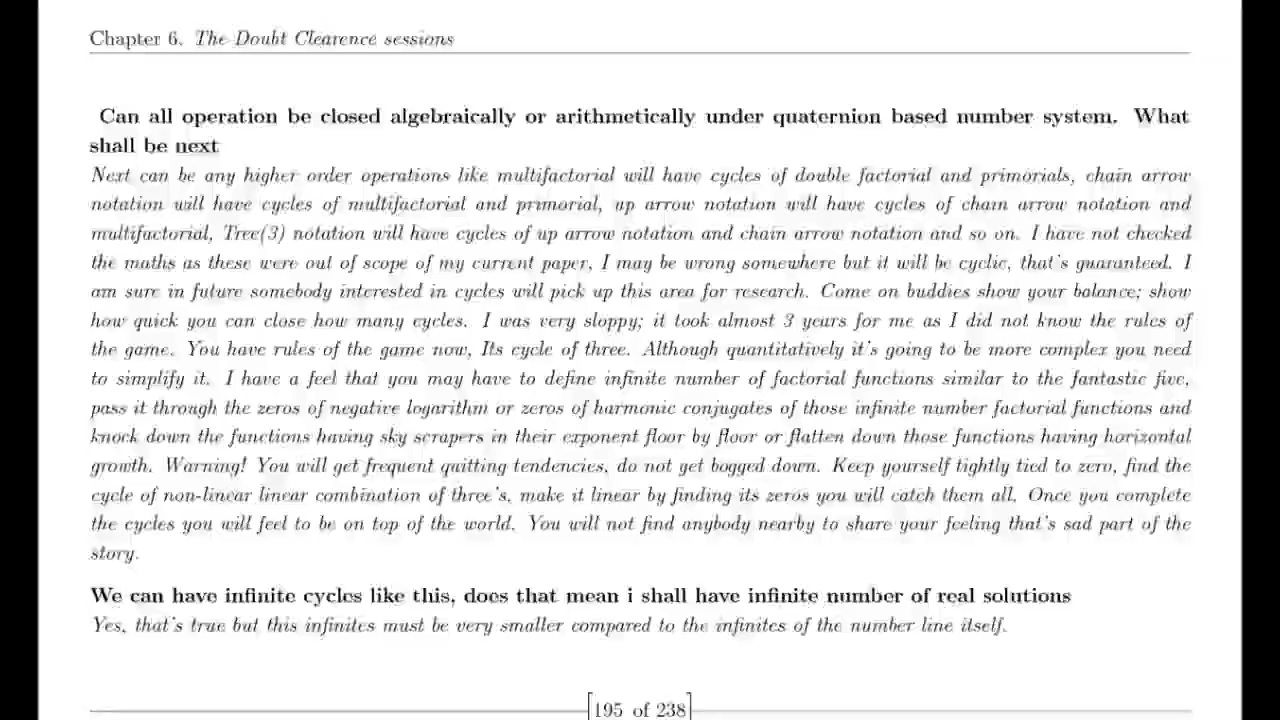 Chapter 6. The Doubt Clearence sessions
Can all operation be closed algebraically or arithmetically under quaternion based number system. What
shall be next
Next can be any higher order operations like multifactorial will have cycles of double factorial and primorials, chain arrow
notation will have cycles of multifactorial and primorial, up arrow notation will have cycles of chain arrow notation and
multifactorial, Tree(3) notation will have cycles of up arrow notation and chain arrow notation and so on. I have not checked
the maths as these were out of scope of my current paper, I may be wrong somewhere but it will be cyclic, that's guaranteed. I
am sure in future somebody interested in cycles will pick up this area for research. Come on buddies show your balance; show
how quick you can close how many cycles. I was very sloppy; it took almost 3 years for me as I did not know the rules of
the game. You have rules of the game now, Its cycle of three. Although quantitatively it's going to be more complex you need
to simplify it. I have a feel that you may have to define infinite number of factorial functions similar to the fantastic five,
pass it through the zeros of negative logarithm or zeros of harmonic conjugates of those infinite number factorial functions and
knock down the functions having sky scrapers in their exponent floor by floor or flatten down those functions having horizontal
growth. Warning! You will get frequent quitting tendencies, do not get bogged down. Keep yourself tightly tied to zero, find the
cycle of non-linear linear combination of three's, make it linear by finding its zeros you will catch them all. Once you complete
the cycles you will feel to be on top of the world. You will not find anybody nearby to share your feeling that's sad part of the
story.
We can have infinite cycles like this, does that mean i shall have infinite number of real solutions
Yes, that's true but this infinites must be very smaller compared to the infinites of the number line itself.
[195 of 238]